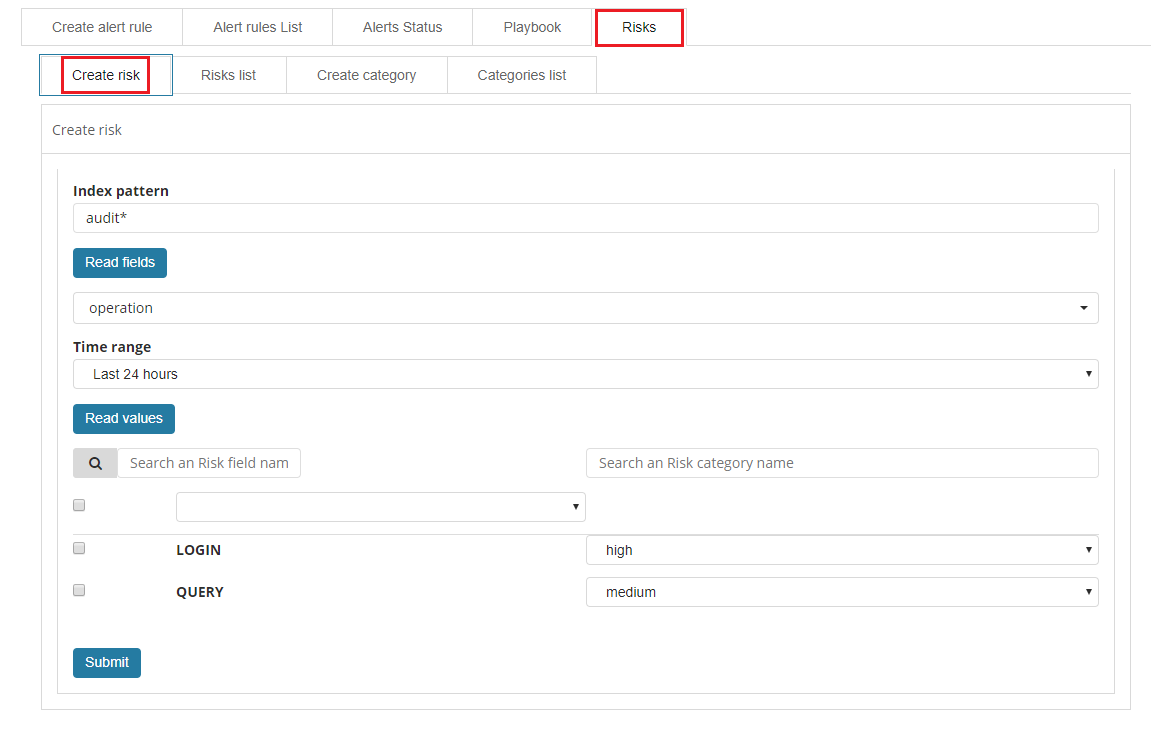 Create alert rule Alert rules List Alerts Status Playbook Risks
Create risk Risks list Create category Categories list
Create risk
Index pattern
audit*
Read fields
operation
Time range
Last 24 hours
Read values
Search an Risk field nam Search an Risk category name
LOGIN high
QUERY medium
Submit